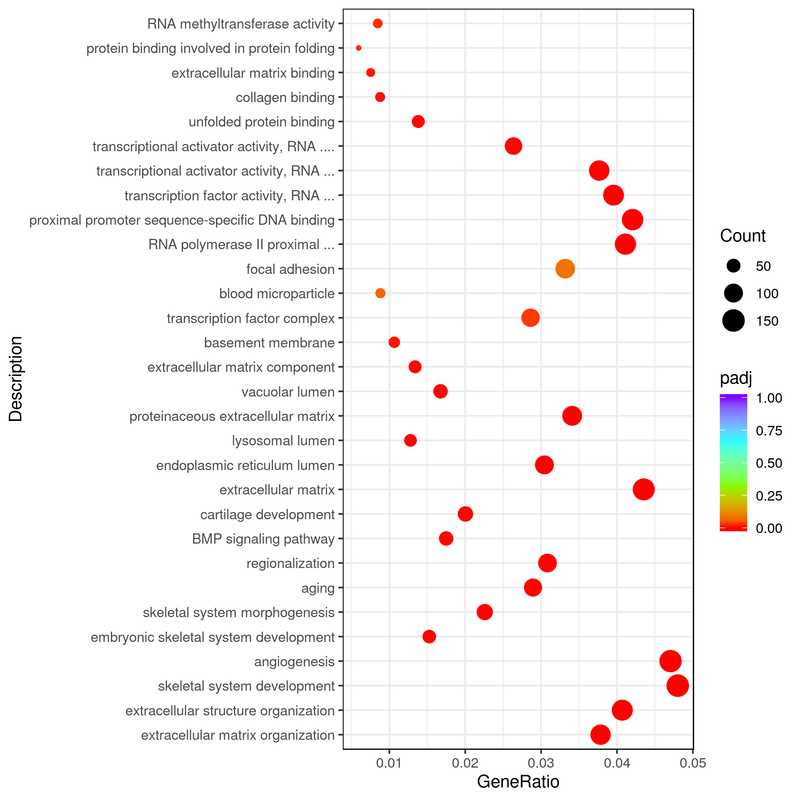 RNA methyltransferase activity
protein binding involved in protein folding
extracellular matrix binding
collagen binding
unfolded protein binding
transcriptional activator activity, RNA ....
transcriptional activator activity, RNA ...
transcription factor activity, RNA ...
proximal promoter sequence-specific DNA binding
RNA polymerase II proximal ...
focal adhesion
blood microparticle
transcription factor complex
basement membrane
extracellular matrix component
vacuolar lumen
proteinaceous extracellular matrix
lysosomal lumen
endoplasmic reticulum lumen
extracellular matrix
cartilage development
BMP signaling pathway
regionalization
aging
skeletal system morphogenesis
embryonic skeletal system development
angiogenesis
skeletal system development
extracellular structure organization
extracellular matrix organization
Description
0.01 0.02 0.03 0.04 0.05
GeneRatio
Count
50
100
150
padj
1.00
0.75
0.50
0.25
0.00